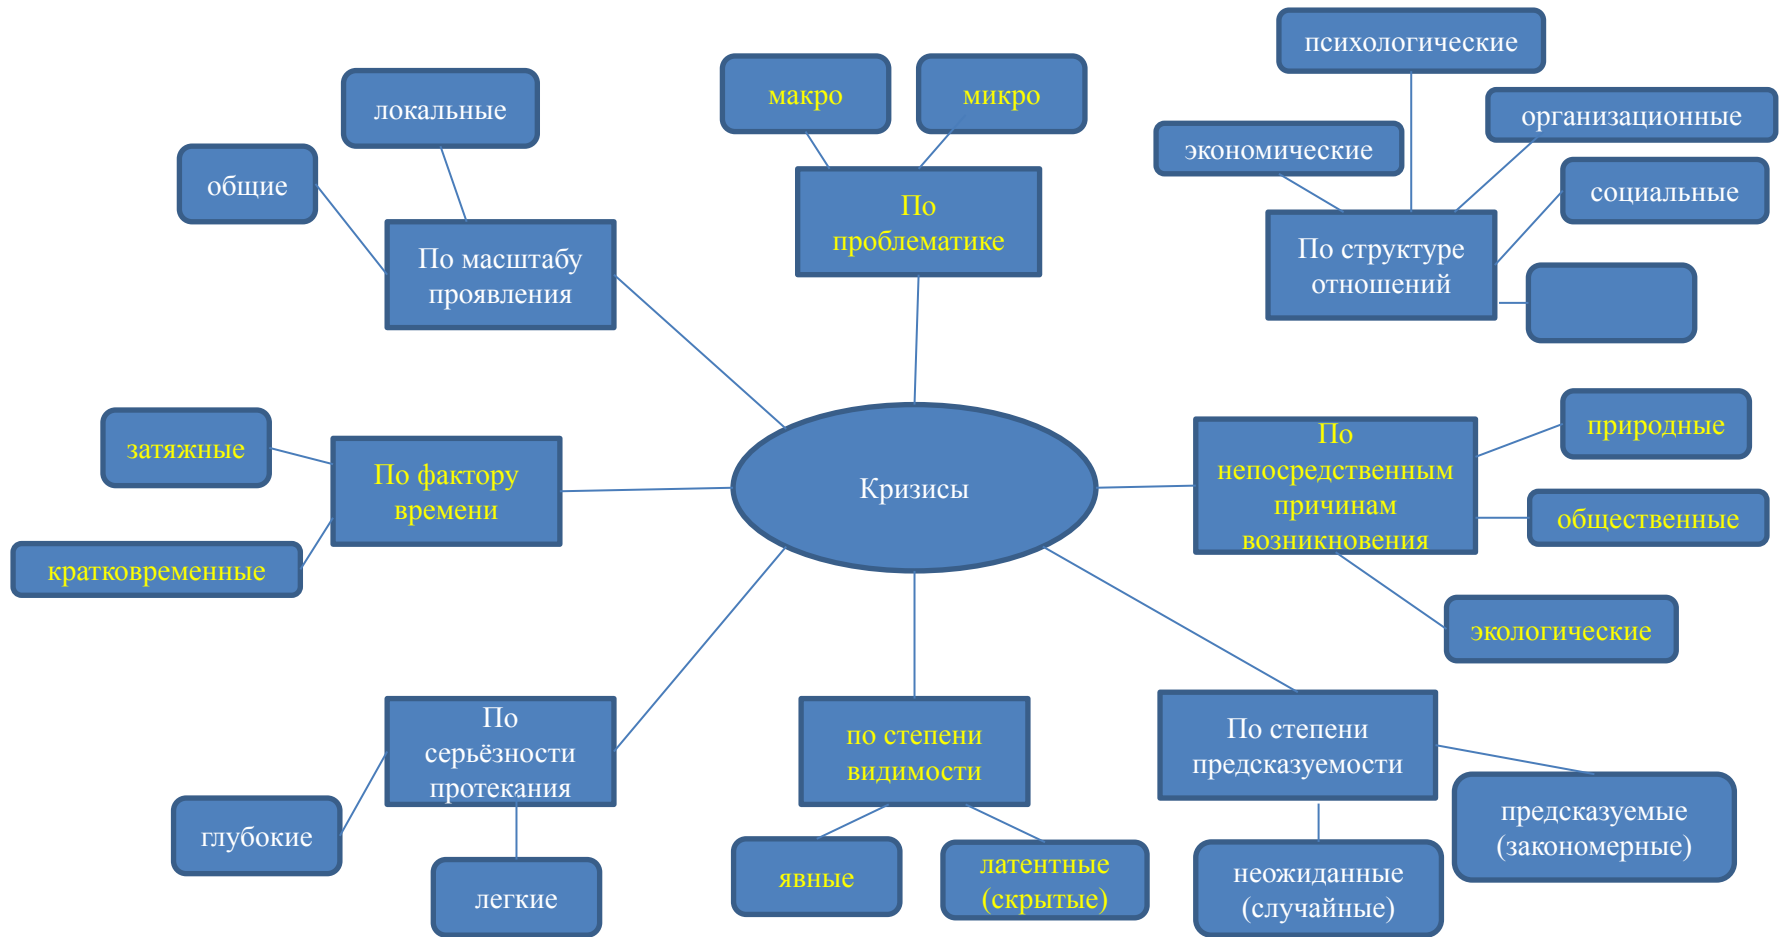 психологические
макро
микро
локальные
организационные
экономические
общие
социальные
По
проблематике
По масштабу
проявления
По структуре
отношений
затяжные
По фактору
времени
кратковременные
Кризисы
По
непосредственным
причинам
возникновения
природные
общественные
экологические
По
серьёзности
протекания
глубокие
легкие
по степени
видимости
явные
латентные
(скрытые)
По степени
предсказуемости
предсказуемые
(закономерные)
неожиданные
(случайные)